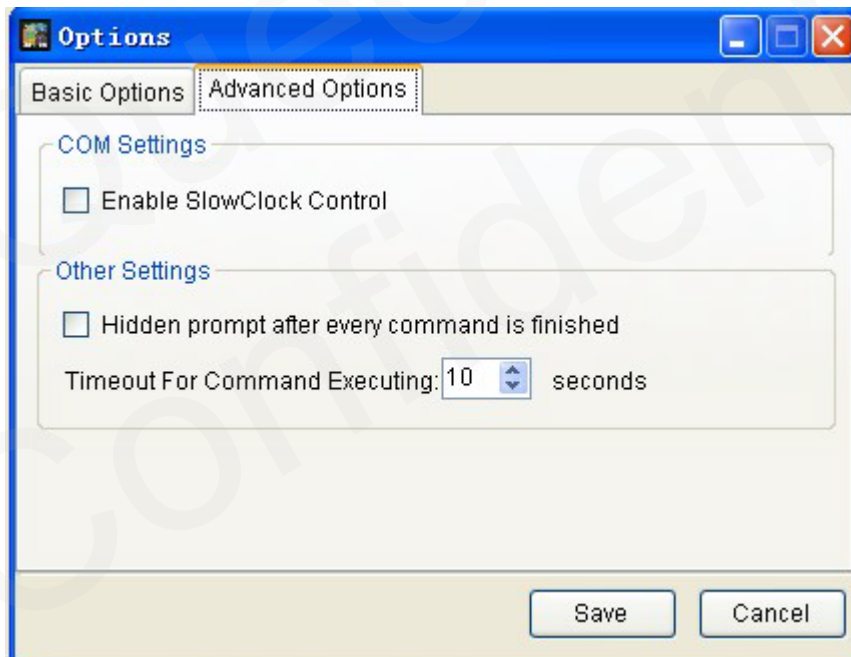 Options
Basic Options Advanced Options
COM Settings
Enable SlowClock Control
Other Settings
Hidden prompt after every command is finished
Timeout For Command Executing: 10 seconds
Save Cancel